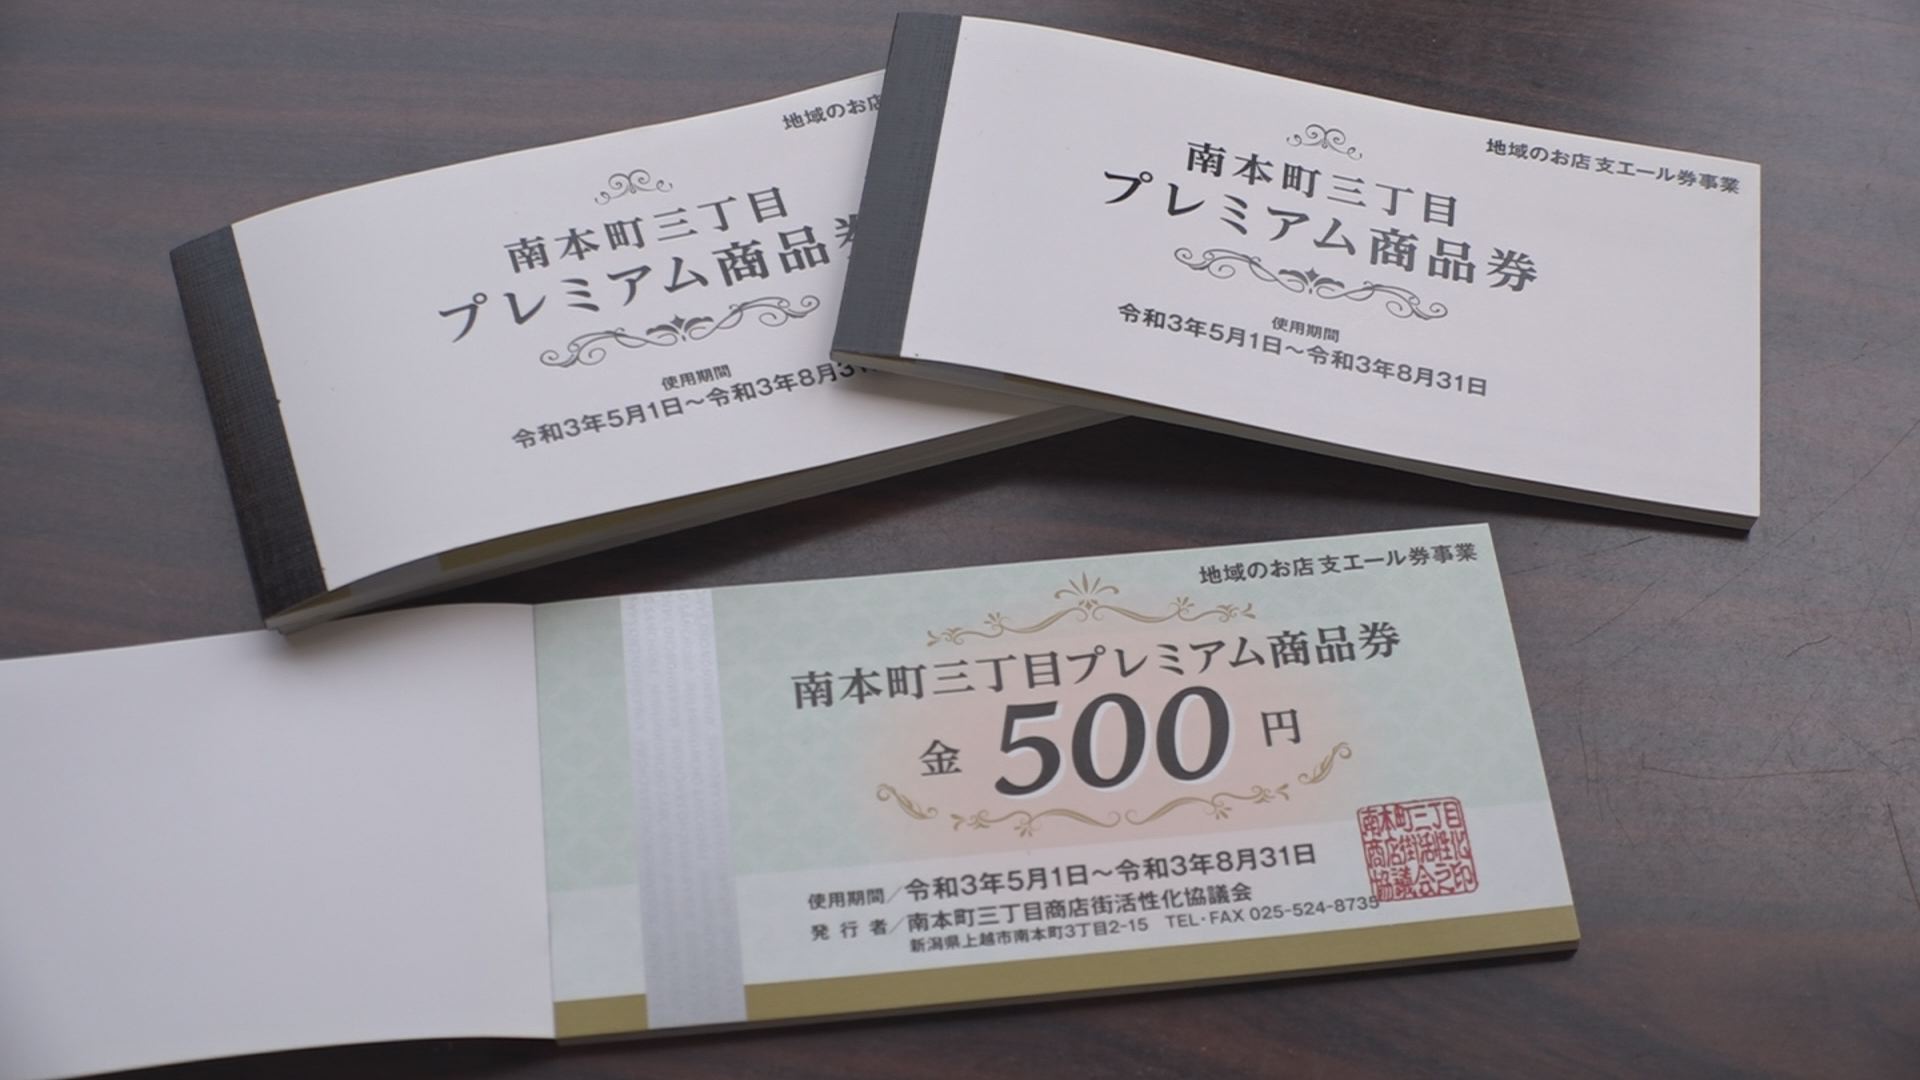 地域のお店
南本町三丁目
プレミアム商品券
使用期間
令和3年5月1日～令和3年8月31
地域のお店 支エール券事業
南本町三丁目
プレミアム商品券
使用期間
令和3年5月1日～令和3年8月31日
地域のお店 支エール券事業
南本町三丁目プレミアム商品券
金 500 円
使用期間／令和3年5月1日～令和3年8月31日
発行者／南本町三丁目商店街活性化協議会
新潟県上越市南本町3丁目2-15 TEL・FAX 025-524-8735
南本町三丁目
商店街活性化
協議会之印